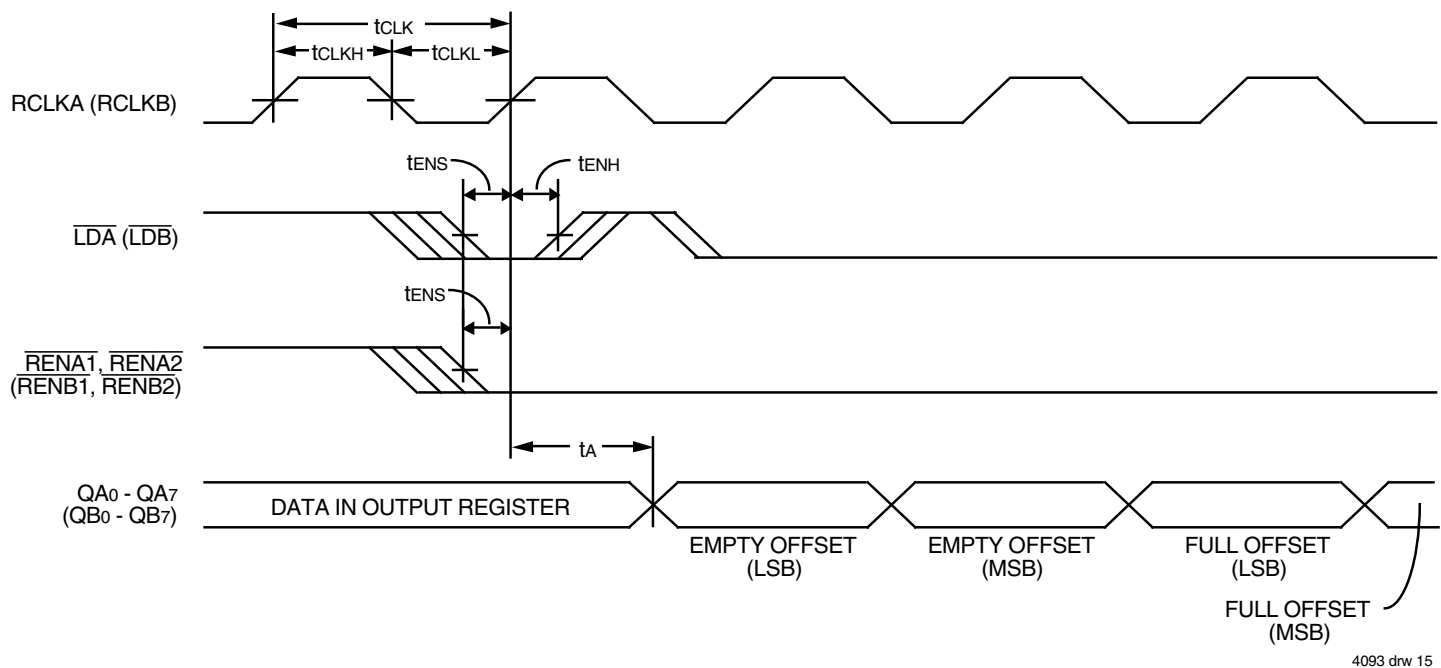 tCLK
tCLKH
tCLKL
RCLKA (RCLKB)
tENS
tENH
LDA (LDB)
tENS
RENA1, RENA2
(RENB1, RENB2)
tA
QA0 - QA7
(QB0 - QB7)
DATA IN OUTPUT REGISTER
EMPTY OFFSET
(LSB)
EMPTY OFFSET
(MSB)
FULL OFFSET
(LSB)
FULL OFFSET
(MSB)
4093 drw 15